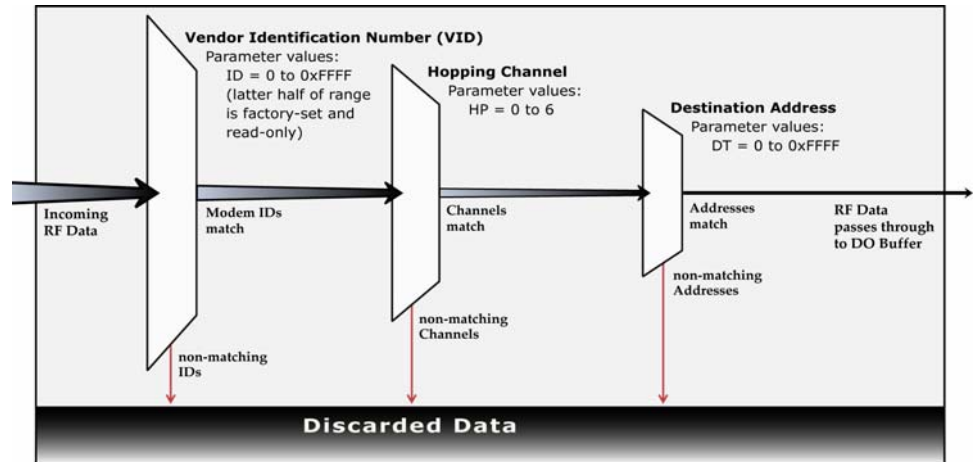 Vendor Identification Number (VID)
Parameter values:
ID = 0 to 0xFFFF
(latter half of range
is factory-set and
read-only)
Hopping Channel
Parameter values:
HP = 0 to 6
Destination Address
Parameter values:
DT = 0 to 0xFFFF
Incoming
RF Data
Modem IDs
match
Channels
match
Addresses
match
RF Data
passes through
to DO Buffer
non-matching
IDs
non-matching
Channels
non-matching
Addresses
Discarded Data